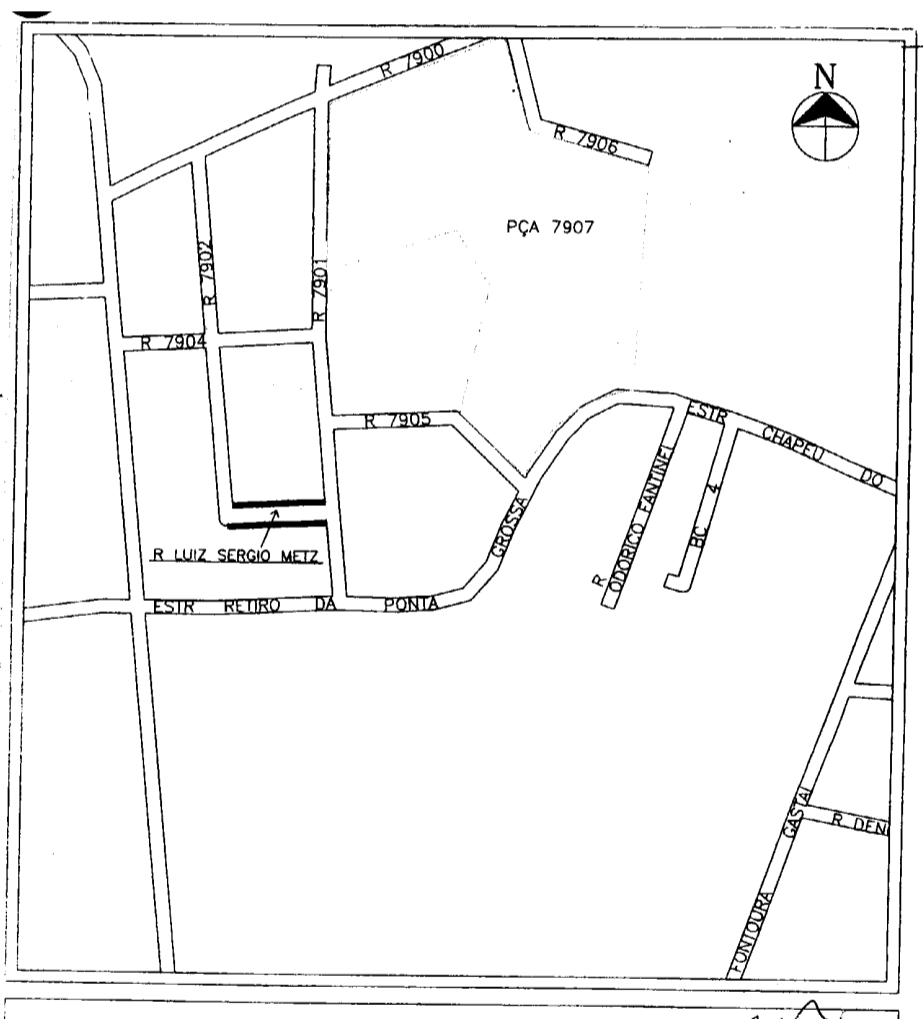 R 7900
N
R 7906
PÇA 7907
R 7902
R 7901
R 7904
R 7905
ESTR CHAPEU DO
R ODORICO FANTINEL
BC 4
R LUIZ SERGIO METZ
ESTR RETIRO DA PONTA GROSSA
FONTOURA GASTAL
R. DENI